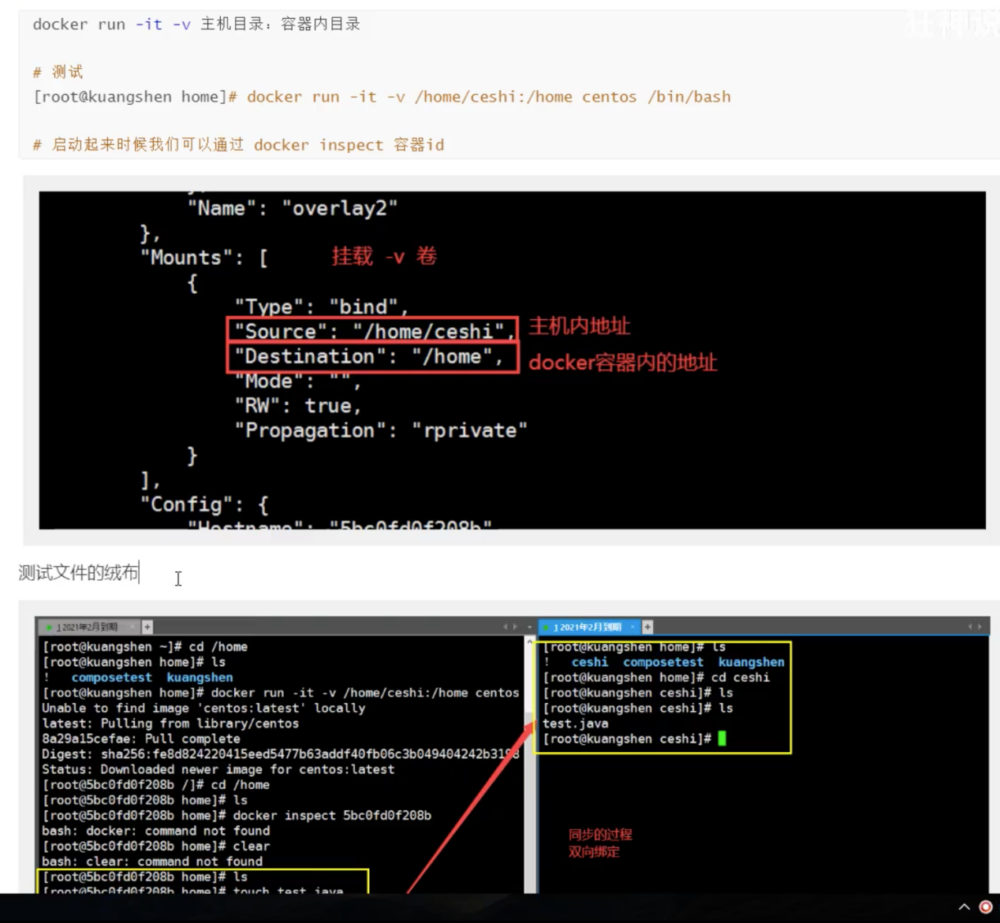 docker run -it -v 主机目录：容器内目录
狂神说
# 测试
[root@kuangshen home]# docker run -it -v /home/ceshi:/home centos /bin/bash
# 启动起来时候我们可以通过 docker inspect 容器id
"Name": "overlay2"
},
"Mounts": [ 挂载 -v 卷
{
"Type": "bind",
"Source": "/home/ceshi", 主机内地址
"Destination": "/home", docker容器内的地址
"Mode": "",
"RW": true,
"Propagation": "rprivate"
}
],
"Config": {
"Hostname": "5bc0fd0f208b"
测试文件的绒布
1 2021年2月到期 × +
[root@kuangshen ~]# cd /home
[root@kuangshen home]# ls
! composetest kuangshen
[root@kuangshen home]# docker run -it -v /home/ceshi:/home centos
Unable to find image 'centos:latest' locally
latest: Pulling from library/centos
8a29a15cefae: Pull complete
Digest: sha256:fe8d824220415eed5477b63addf40fb06c3b049404242b31
Status: Downloaded newer image for centos:latest
[root@5bc0fd0f208b /]# cd /home
[root@5bc0fd0f208b home]# ls
[root@5bc0fd0f208b home]# docker inspect 5bc0fd0f208b
bash: docker: command not found
[root@5bc0fd0f208b home]# clear
bash: clear: command not found
[root@5bc0fd0f208b home]# ls
[root@5bc0fd0f208b home]# touch test.java
1 2021年2月到期 × +
[root@kuangshen home]# ls
! ceshi composetest kuangshen
[root@kuangshen home]# cd ceshi
[root@kuangshen ceshi]# ls
[root@kuangshen ceshi]# ls
test.java
[root@kuangshen ceshi]#
同步的过程
双向绑定